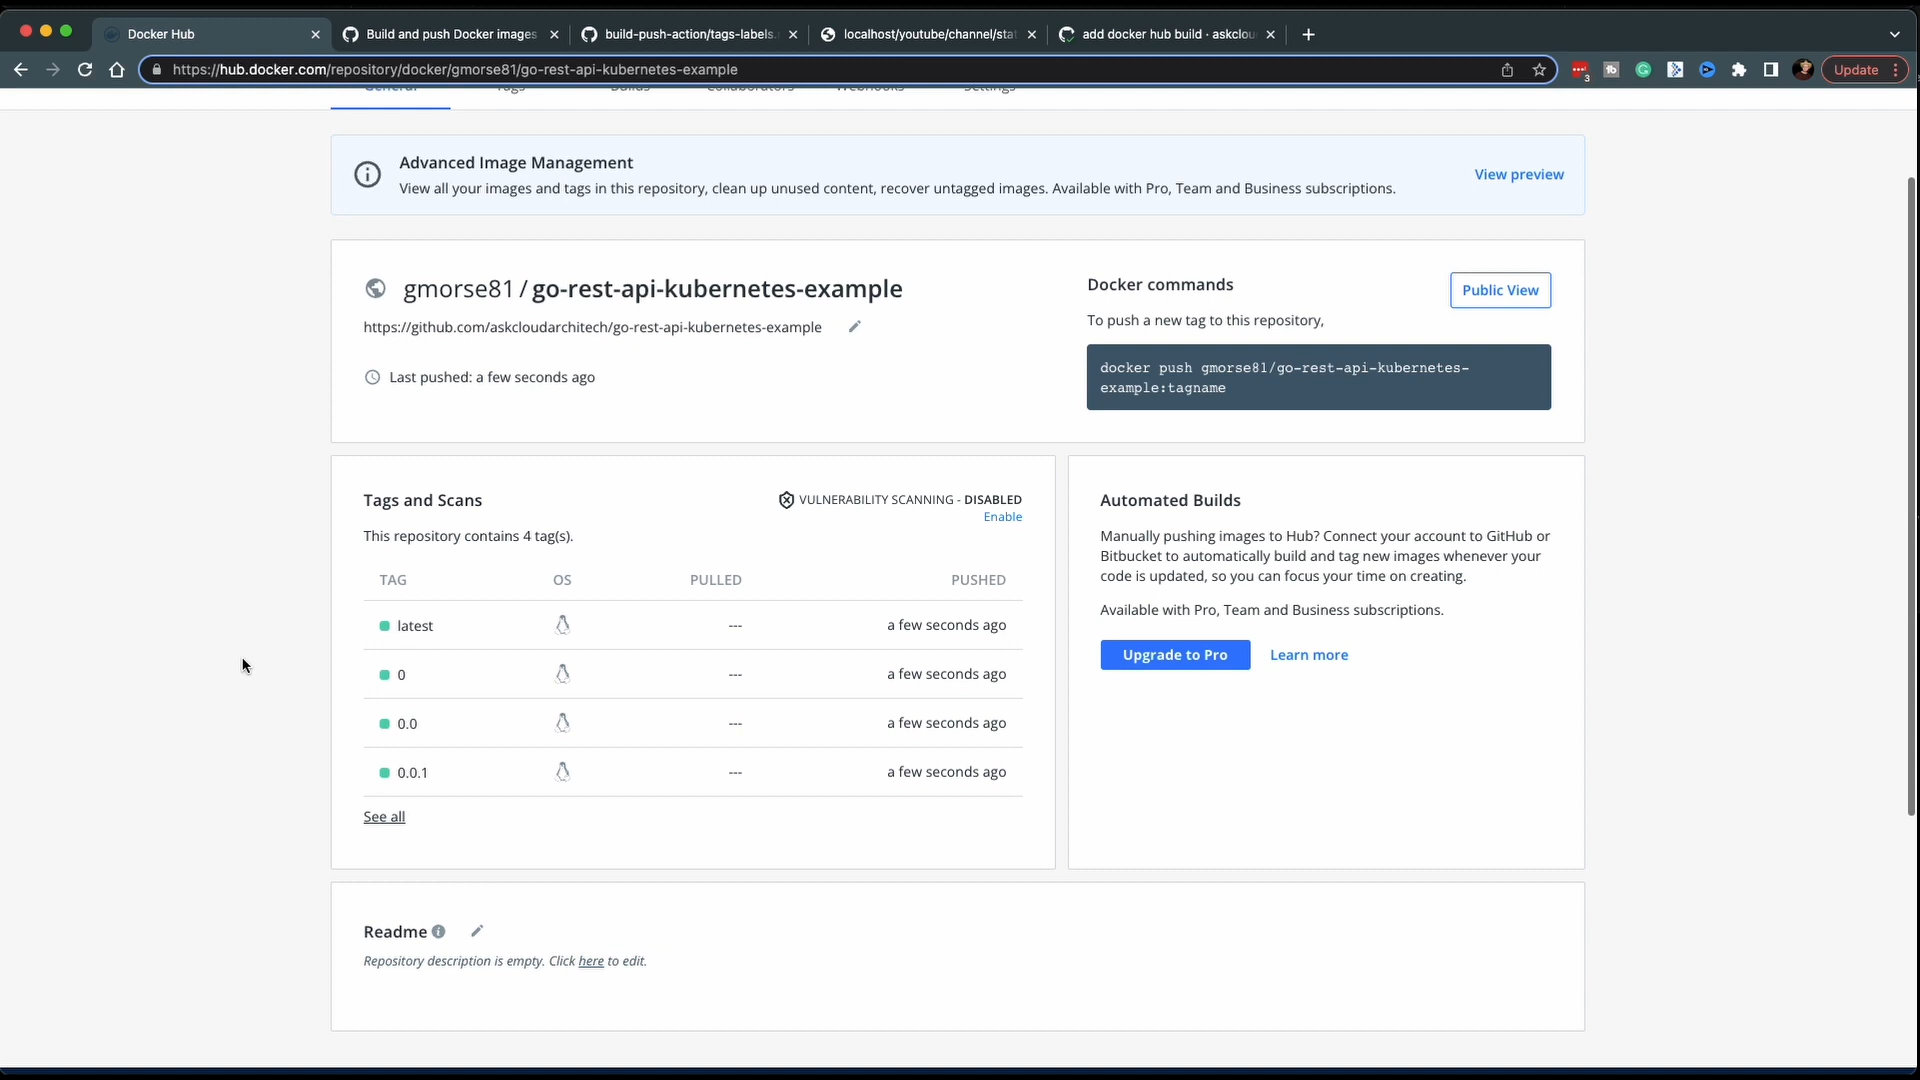 Docker Hub
Build and push Docker images
build-push-action/tags-labels.
localhost/youtube/channel/stat
add docker hub build · askclou
https://hub.docker.com/repository/docker/gmorse81/go-rest-api-kubernetes-example
3
Update
General Tags Builds Collaborators Webhooks Settings
Advanced Image Management
View all your images and tags in this repository, clean up unused content, recover untagged images. Available with Pro, Team and Business subscriptions.
View preview
gmorse81 / go-rest-api-kubernetes-example
https://github.com/askcloudarchitech/go-rest-api-kubernetes-example
Last pushed: a few seconds ago
Docker commands
Public View
To push a new tag to this repository,
docker push gmorse81/go-rest-api-kubernetes-
example:tagname
Tags and Scans
VULNERABILITY SCANNING - DISABLED
Enable
This repository contains 4 tag(s).
TAG OS PULLED PUSHED
latest --- a few seconds ago
0 --- a few seconds ago
0.0 --- a few seconds ago
0.0.1 --- a few seconds ago
See all
Automated Builds
Manually pushing images to Hub? Connect your account to GitHub or
Bitbucket to automatically build and tag new images whenever your
code is updated, so you can focus your time on creating.
Available with Pro, Team and Business subscriptions.
Upgrade to Pro Learn more
Readme
Repository description is empty. Click here to edit.